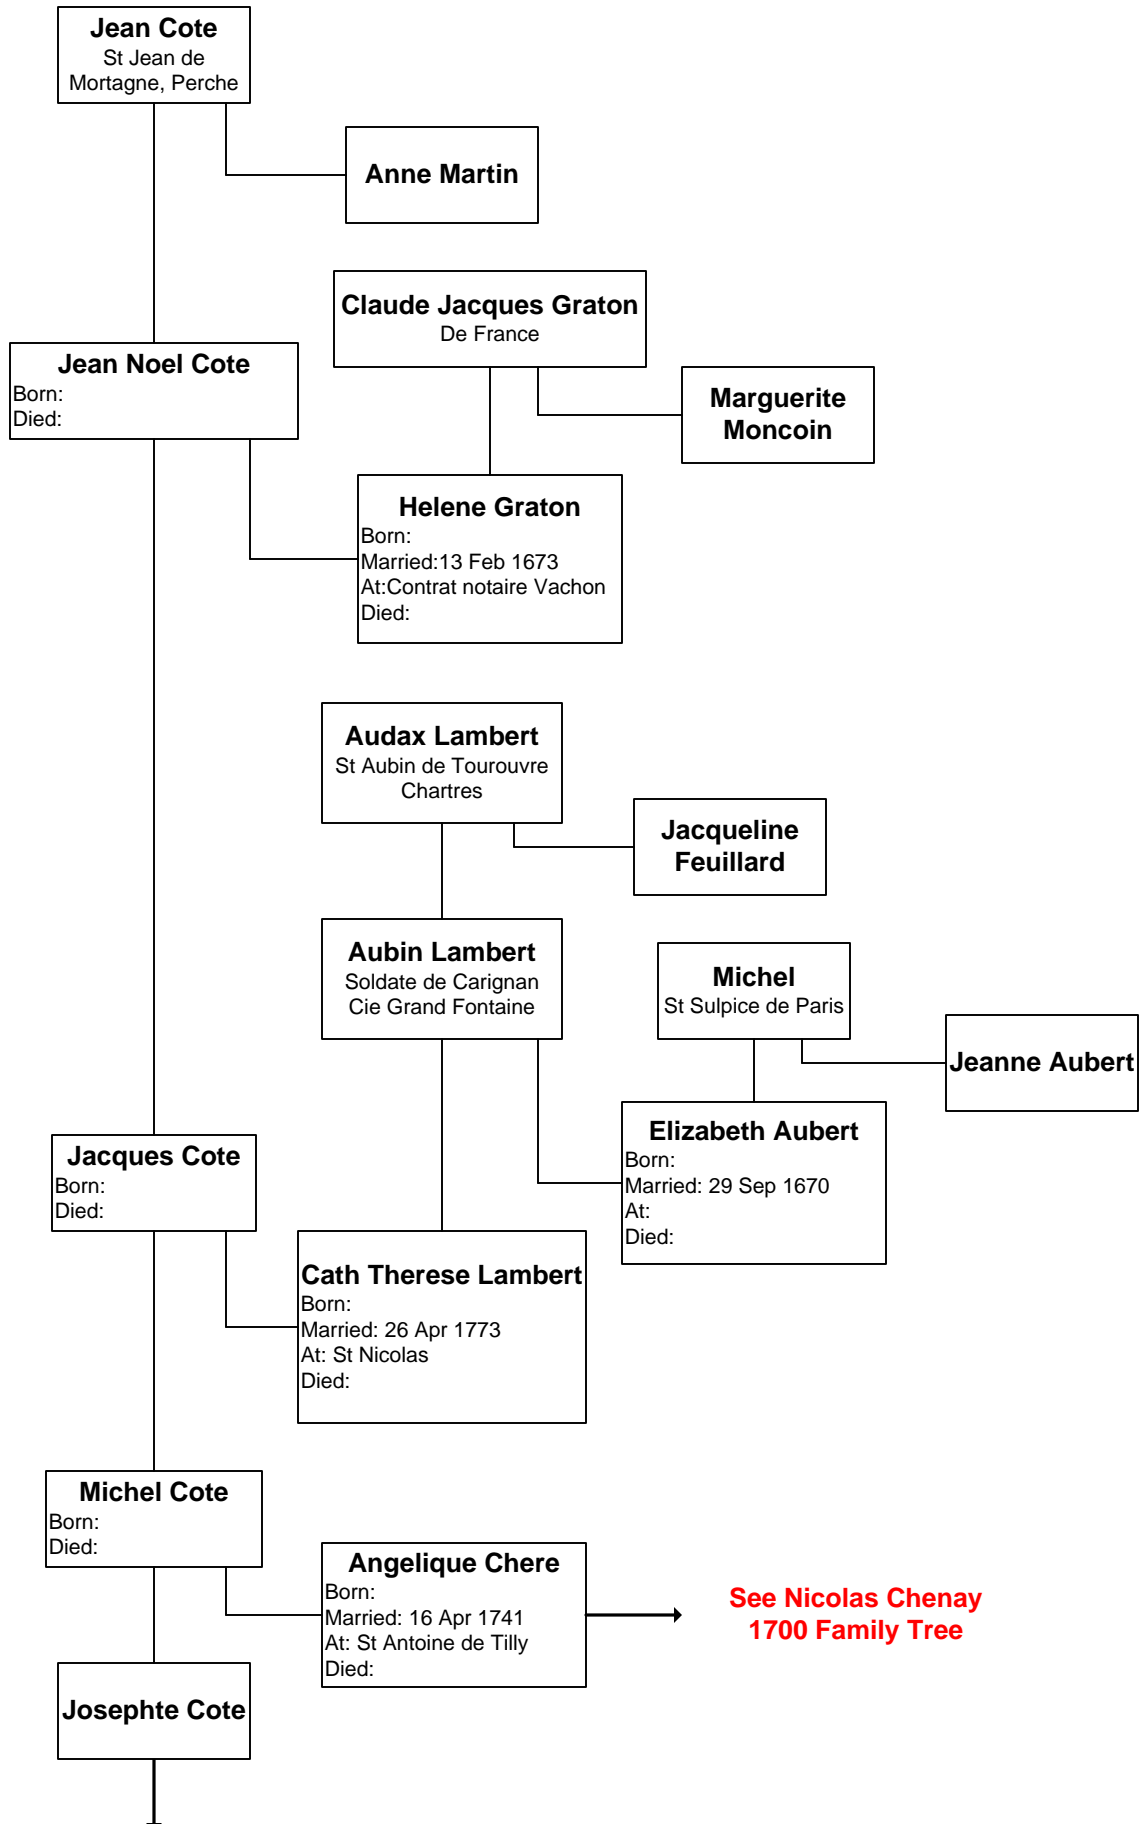 Jean Cote
St Jean de
Mortagne, Perche
Anne Martin
Claude Jacques Graton
De France
Jean Noel Cote
Born:
Died:
Marguerite
Moncoin
Helene Graton
Born:
Married:13 Feb 1673
At:Contrat notaire Vachon
Died:
Audax Lambert
St Aubin de Tourouvre
Chartres
Jacqueline
Feuillard
Aubin Lambert
Soldate de Carignan
Cie Grand Fontaine
Michel
St Sulpice de Paris
Jeanne Aubert
Elizabeth Aubert
Born:
Married: 29 Sep 1670
At:
Died:
Jacques Cote
Born:
Died:
Cath Therese Lambert
Born:
Married: 26 Apr 1773
At: St Nicolas
Died:
Michel Cote
Born:
Died:
Angelique Chere
Born:
Married: 16 Apr 1741
At: St Antoine de Tilly
Died:
See Nicolas Chenay
1700 Family Tree
Josephte Cote